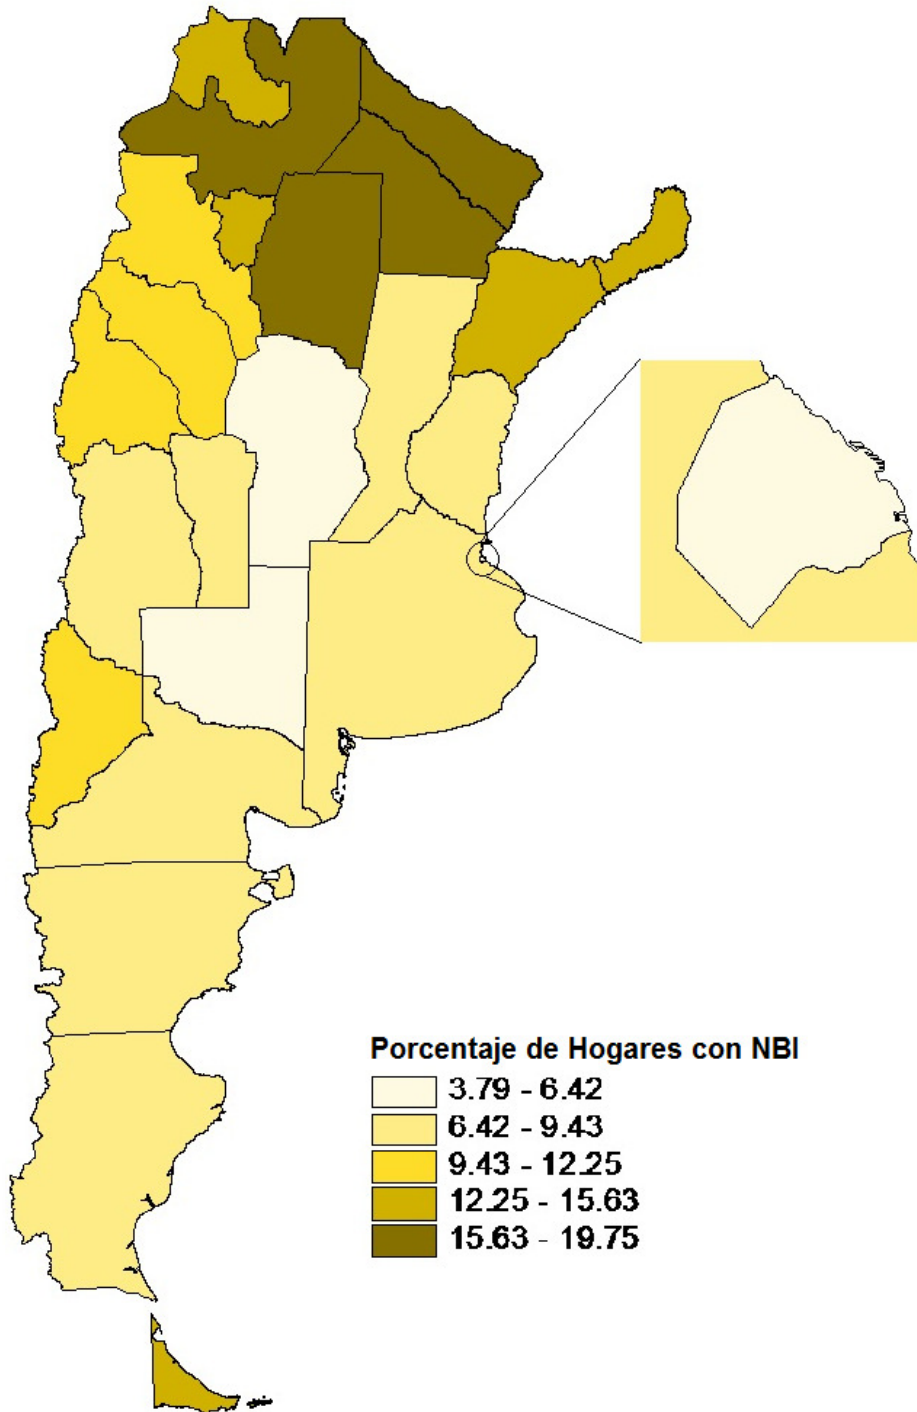 Porcentaje de Hogares con NBI
3.79 - 6.42
6.42 - 9.43
9.43 - 12.25
12.25 - 15.63
15.63 - 19.75